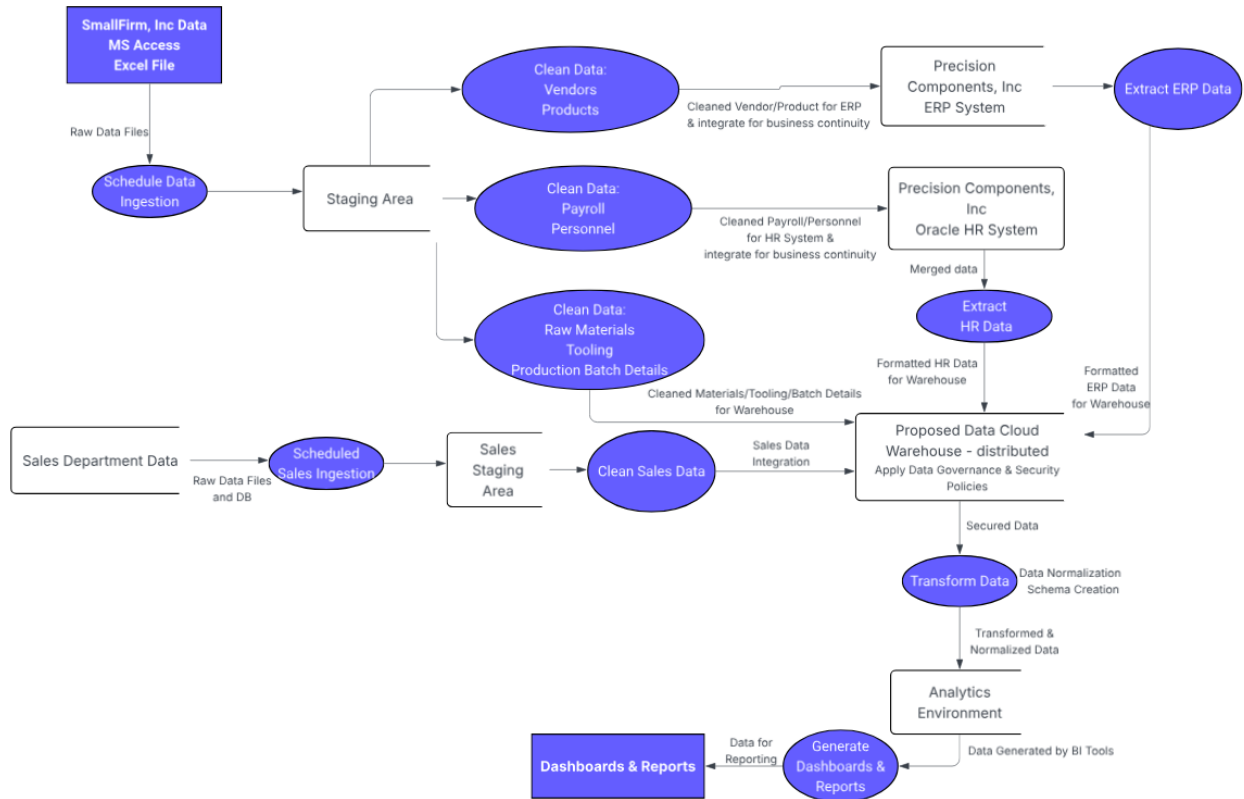 SmallFirm, Inc Data
MS Access
Excel File
Raw Data Files
Schedule Data
Ingestion
Staging Area
Clean Data:
Vendors
Products
Cleaned Vendor/Product for ERP
& integrate for business continuity
Precision
Components, Inc
ERP System
Extract ERP Data
Clean Data:
Payroll
Personnel
Cleaned Payroll/Personnel
for HR System &
integrate for business continuity
Precision Components,
Inc
Oracle HR System
Merged data
Extract
HR Data
Formatted HR Data
for Warehouse
Formatted
ERP Data
for Warehouse
Clean Data:
Raw Materials
Tooling
Production Batch Details
Cleaned Materials/Tooling/Batch Details
for Warehouse
Sales Department Data
Raw Data Files
and DB
Scheduled
Sales Ingestion
Sales
Staging
Area
Clean Sales Data
Sales Data
Integration
Proposed Data Cloud
Warehouse - distributed
Apply Data Governance & Security
Policies
Secured Data
Transform Data
Data Normalization
Schema Creation
Transformed &
Normalized Data
Analytics
Environment
Data Generated by BI Tools
Generate
Dashboards &
Reports
Data for
Reporting
Dashboards & Reports